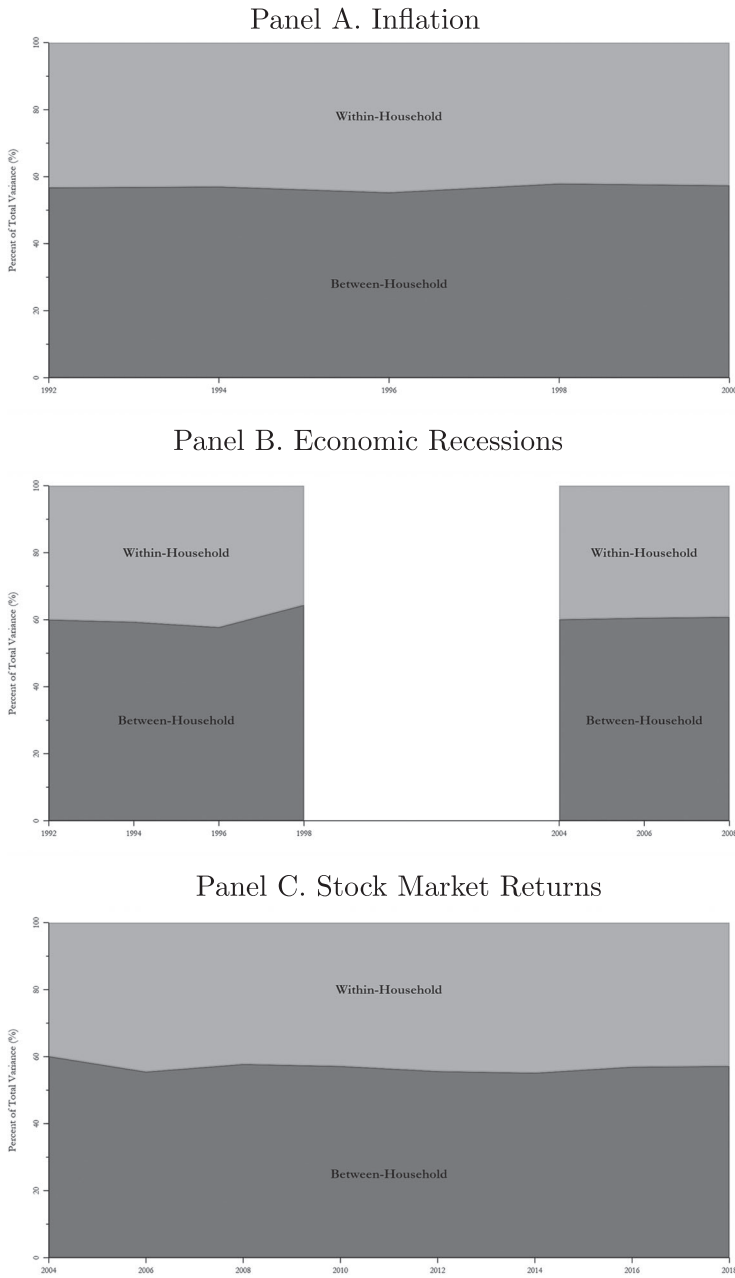 Panel A. Inflation
100
80
60
40
20
0
Percent of Total Variance (%)
Within-Household
Between-Household
1992 1994 1996 1998 2000
Panel B. Economic Recessions
100
80
60
40
20
0
Percent of Total Variance (%)
Within-Household Within-Household
Between-Household Between-Household
1992 1994 1996 1998 2004 2006 2008
Panel C. Stock Market Returns
100
80
60
40
20
0
Percent of Total Variance (%)
Within-Household
Between-Household
2004 2006 2008 2010 2012 2014 2016 2018